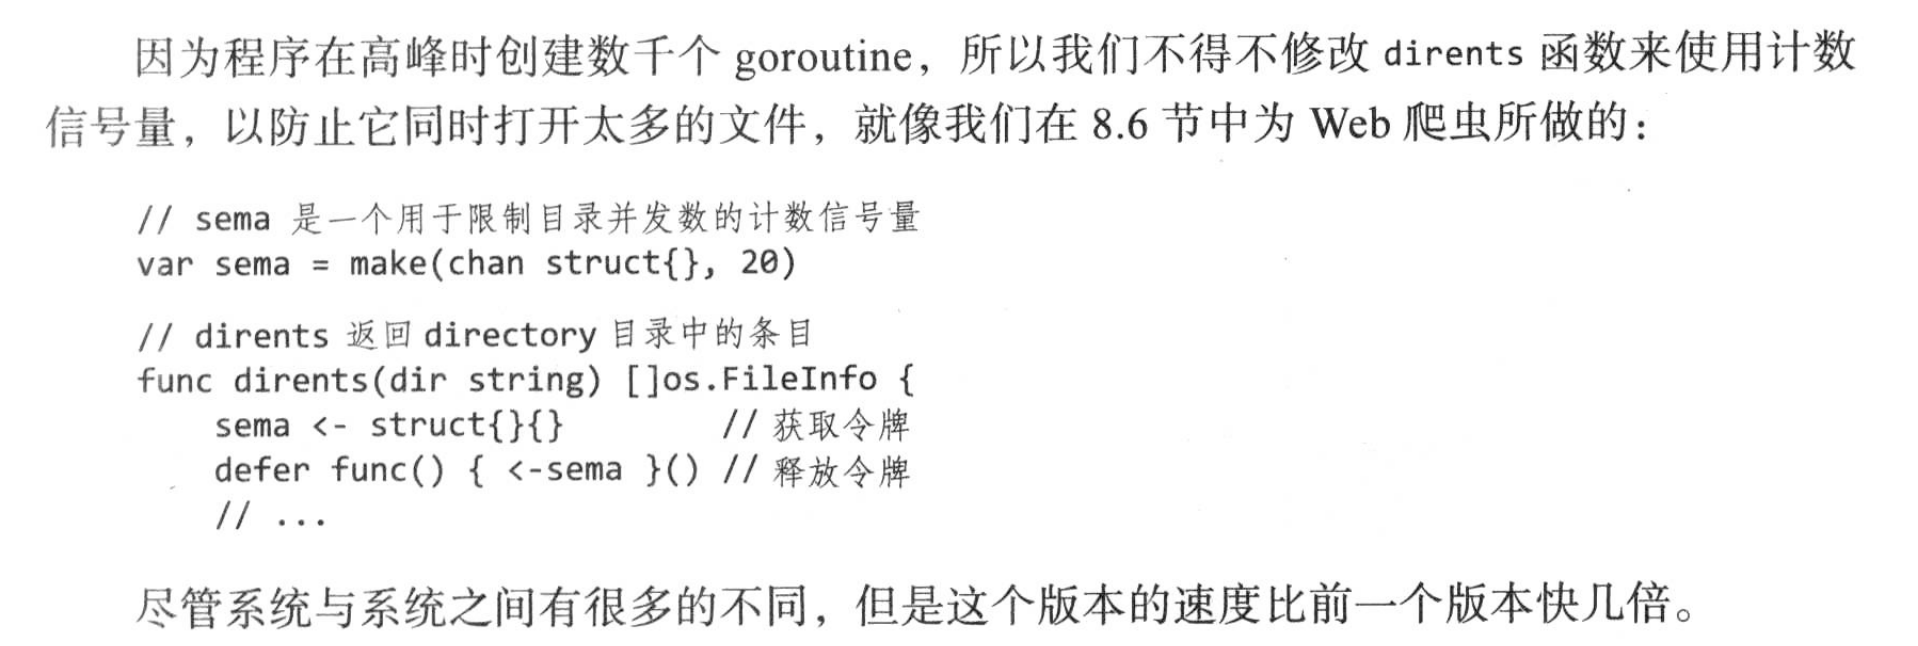 因为程序在高峰时创建数千个 goroutine，所以我们不得不修改 dirents 函数来使用计数
信号量，以防止它同时打开太多的文件，就像我们在 8.6 节中为 Web 爬虫所做的：
// sema 是一个用于限制目录并发数的计数信号量
var sema = make(chan struct{}, 20)
// dirents 返回 directory 目录中的条目
func dirents(dir string) []os.FileInfo {
    sema <- struct{}{}        // 获取令牌
    defer func() { <-sema }() // 释放令牌
    // ...
尽管系统与系统之间有很多的不同，但是这个版本的速度比前一个版本快几倍。